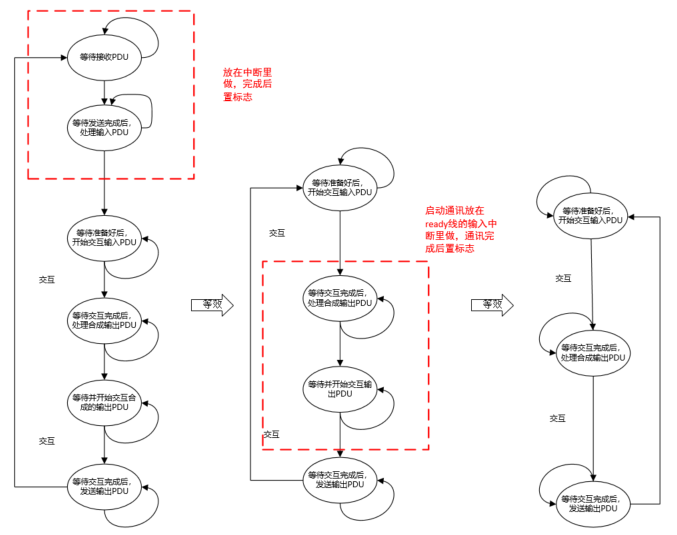 等待接收PDU
等待发送完成后,
处理输入PDU
放在中断里
做，完成后
置标志
等待准备好后,
开始交互输入PDU
交互
等待交互完成后,
处理合成输出PDU
等待并开始交互合
成的输出PDU
交互
等待交互完成后,
发送输出PDU
等效
等待准备好后,
开始交互输入PDU
交互
启动通讯放在
ready线的输入中
断里做，通讯完
成后置标志
等待交互完成后,
处理合成输出PDU
等待并开始交互输
出PDU
交互
等待交互完成后,
发送输出PDU
等效
等待准备好后,
开始交互输入PDU
交互
等待交互完成后,
处理合成输出PDU
交互
等待交互完成后,
发送输出PDU